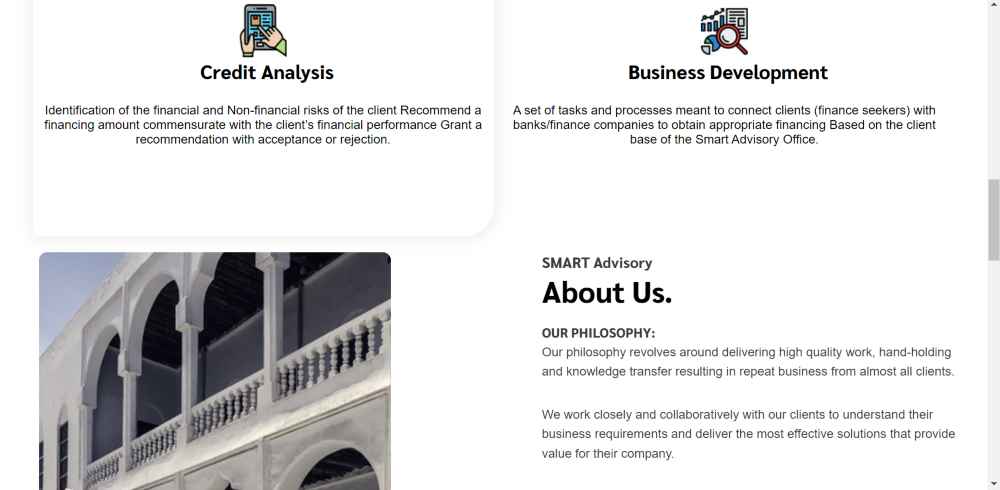 Credit Analysis
Identification of the financial and Non-financial risks of the client Recommend a
financing amount commensurate with the client's financial performance Grant a
recommendation with acceptance or rejection.
Business Development
A set of tasks and processes meant to connect clients (finance seekers) with
banks/finance companies to obtain appropriate financing Based on the client
base of the Smart Advisory Office.
SMART Advisory
About Us.
OUR PHILOSOPHY:
Our philosophy revolves around delivering high quality work, hand-holding
and knowledge transfer resulting in repeat business from almost all clients.
We work closely and collaboratively with our clients to understand their
business requirements and deliver the most effective solutions that provide
value for their company.